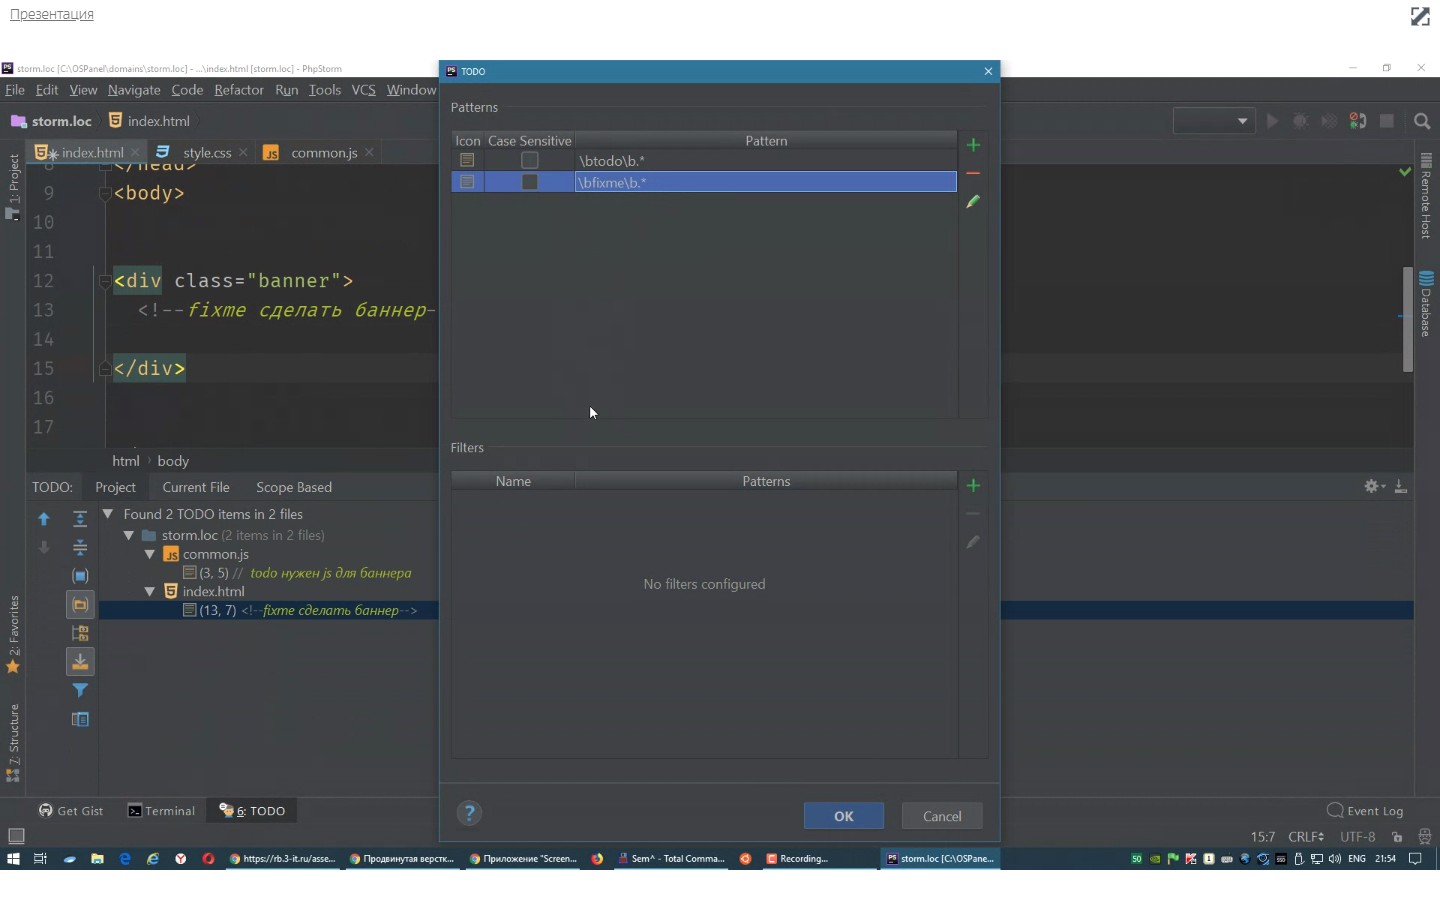 Презентация
storm.loc [C:\OSPanel\domains\storm.loc] - ...\index.html [storm.loc] - PhpStorm
File Edit View Navigate Code Refactor Run Tools VCS Window
storm.loc index.html
index.html style.css common.js
8 </head>
9 <body>
10
11
12 <div class="banner">
13 <!--fixme сделать баннер-
14
15 </div>
16
17
html body
1: Project
2: Favorites
7: Structure
Remote Host
Database
TODO: Project Current File Scope Based
Found 2 TODO items in 2 files
storm.loc (2 items in 2 files)
common.js
(3, 5) // todo нужен js для баннера
index.html
(13, 7) <!--fixme сделать баннер-->
TODO
Patterns
Icon Case Sensitive Pattern
\btodo\b.*
\bfixme\b.*
Filters
Name Patterns
No filters configured
? OK Cancel
Get Gist Terminal 6: TODO Event Log
15:7 CRLF UTF-8
https://rb.3-it.ru/asse... Продвинутая верстк... Приложение "Screen... Sem^ - Total Comma... Recording... storm.loc [C:\OSPane... 50 ENG 21:54